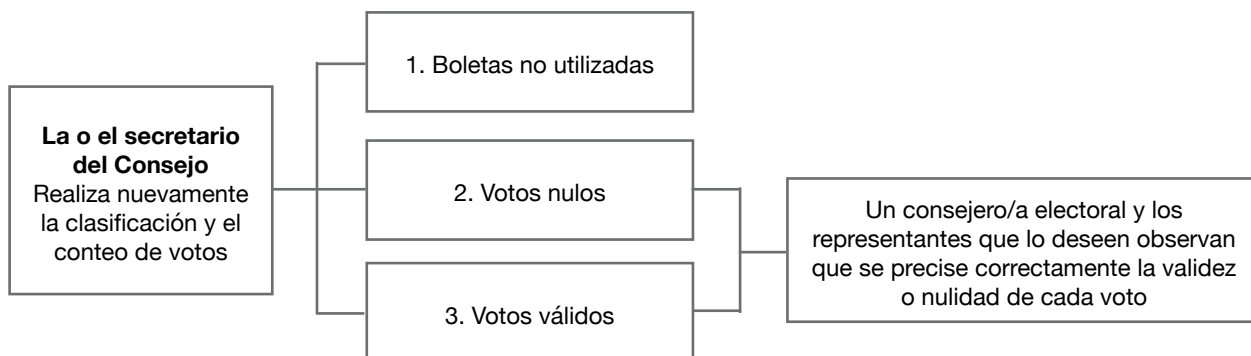 La o el secretario
del Consejo
Realiza nuevamente
la clasificación y el
conteo de votos
1. Boletas no utilizadas
2. Votos nulos
3. Votos válidos
Un consejero/a electoral y los
representantes que lo deseen observan
que se precise correctamente la validez
o nulidad de cada voto